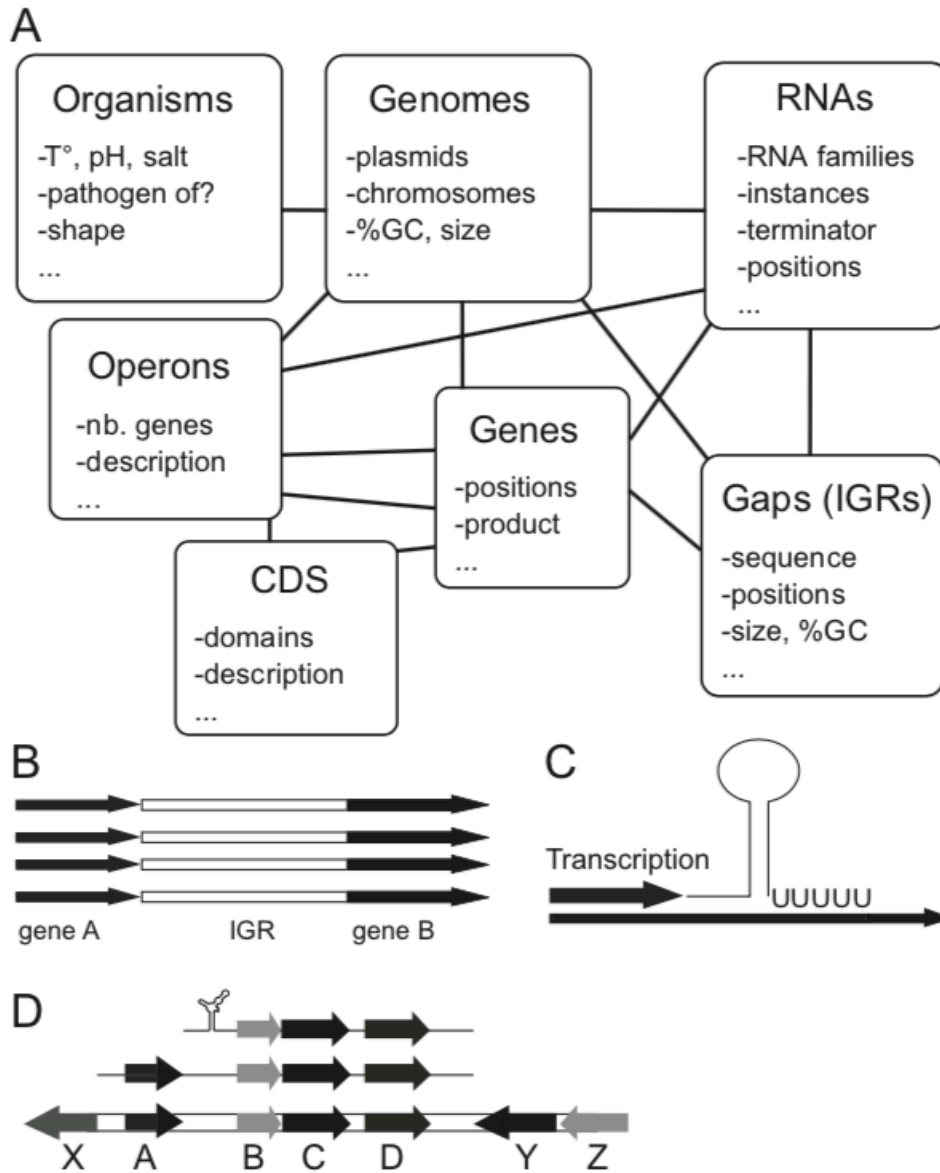 A
Organisms
-T°, pH, salt
-pathogen of?
-shape
...
Genomes
-plasmids
-chromosomes
-%GC, size
...
RNAs
-RNA families
-instances
-terminator
-positions
...
Operons
-nb. genes
-description
...
Genes
-positions
-product
...
Gaps (IGRs)
-sequence
-positions
-size, %GC
...
CDS
-domains
-description
...
B
gene A IGR gene B
C
Transcription
UUUUU
D
X A B C D Y Z